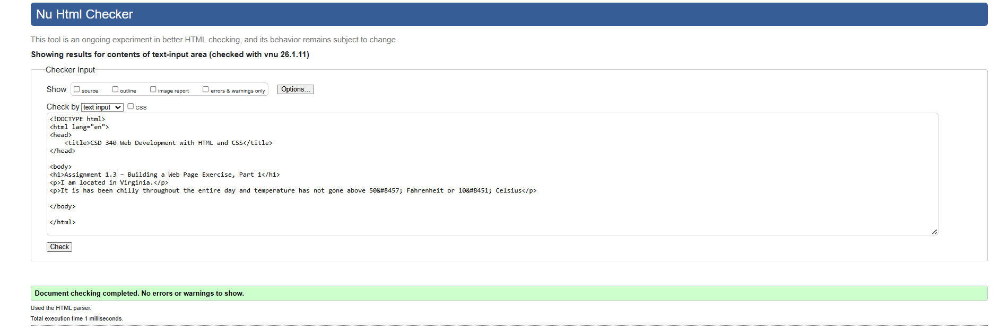 Nu Html Checker
This tool is an ongoing experiment in better HTML checking, and its behavior remains subject to change
Showing results for contents of text-input area (checked with vnu 26.1.11)
Checker Input
Show source outline image report errors & warnings only Options...
Check by text input css
<!DOCTYPE html>
<html lang="en">
<head>
    <title>CSD 340 Web Development with HTML and CSS</title>
</head>
<body>
<h1>Assignment 1.3 – Building a Web Page Exercise, Part 1</h1>
<p>I am located in Virginia.</p>
<p>It is has been chilly throughout the entire day and temperature has not gone above 50&#8457; Fahrenheit or 10&#8451; Celsius</p>
</body>
</html>
Check
Document checking completed. No errors or warnings to show.
Used the HTML parser.
Total execution time 1 milliseconds.